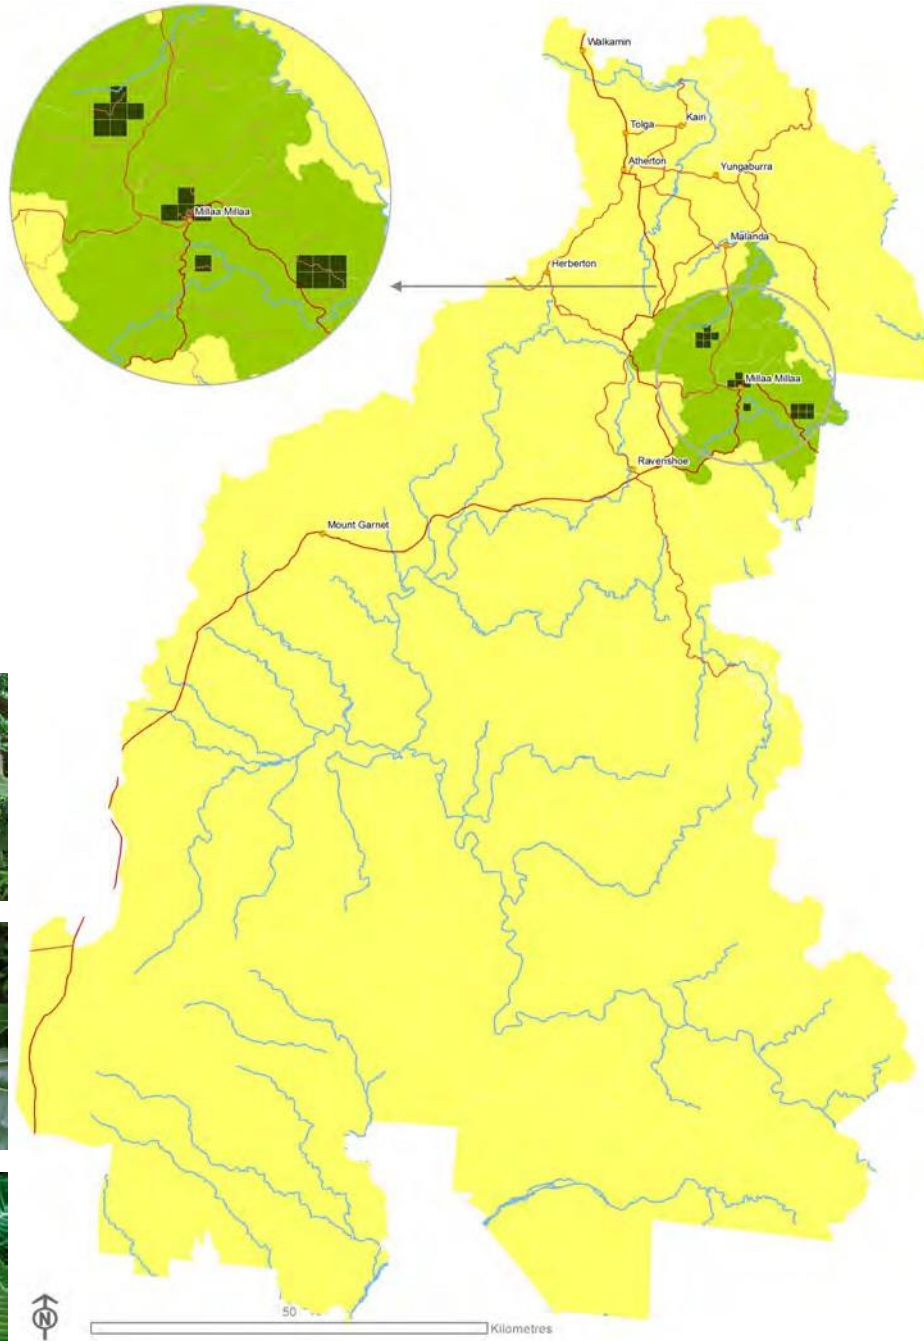 Walkamin
Tolga
Kairi
Atherton
Yungaburra
Malanda
Herberton
Millaa Millaa
Millaa Millaa
Ravenshoe
Mount Garnet
N
50
Kilometres